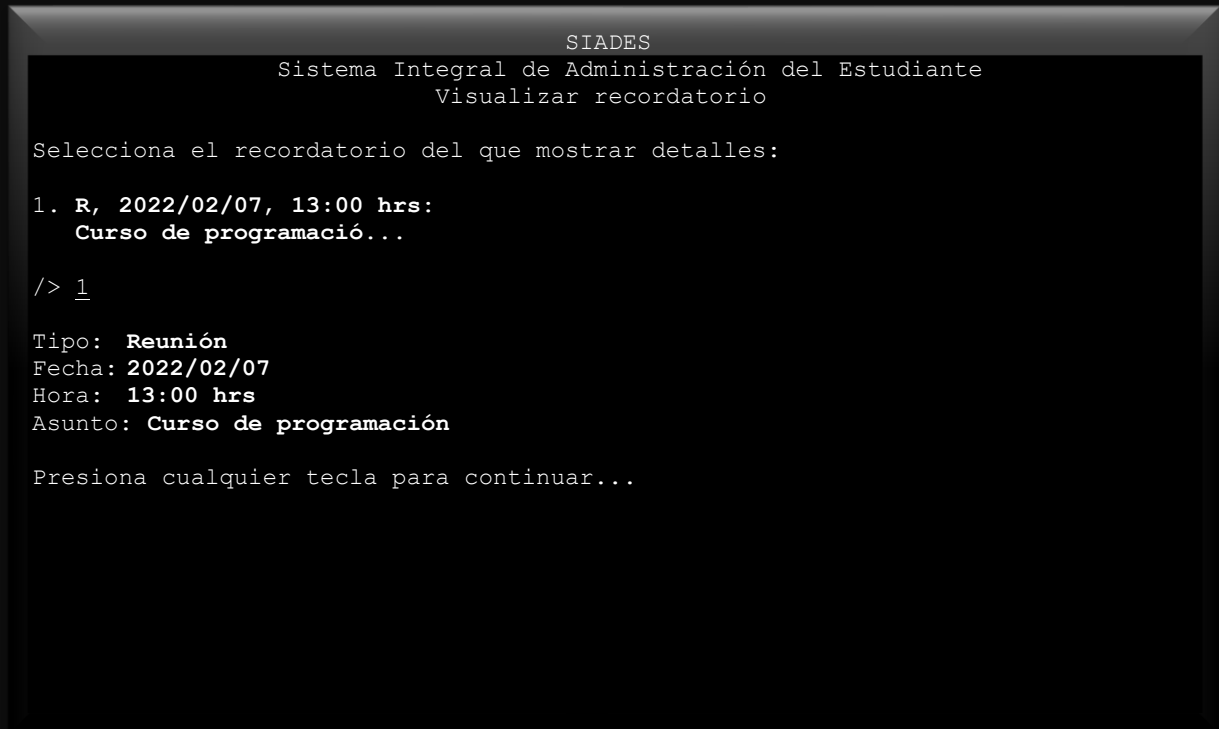 SIADES
Sistema Integral de Administración del Estudiante
Visualizar recordatorio
Selecciona el recordatorio del que mostrar detalles:
1. R, 2022/02/07, 13:00 hrs:
Curso de programació...
/> 1
Tipo: Reunión
Fecha: 2022/02/07
Hora: 13:00 hrs
Asunto: Curso de programación
Presiona cualquier tecla para continuar...